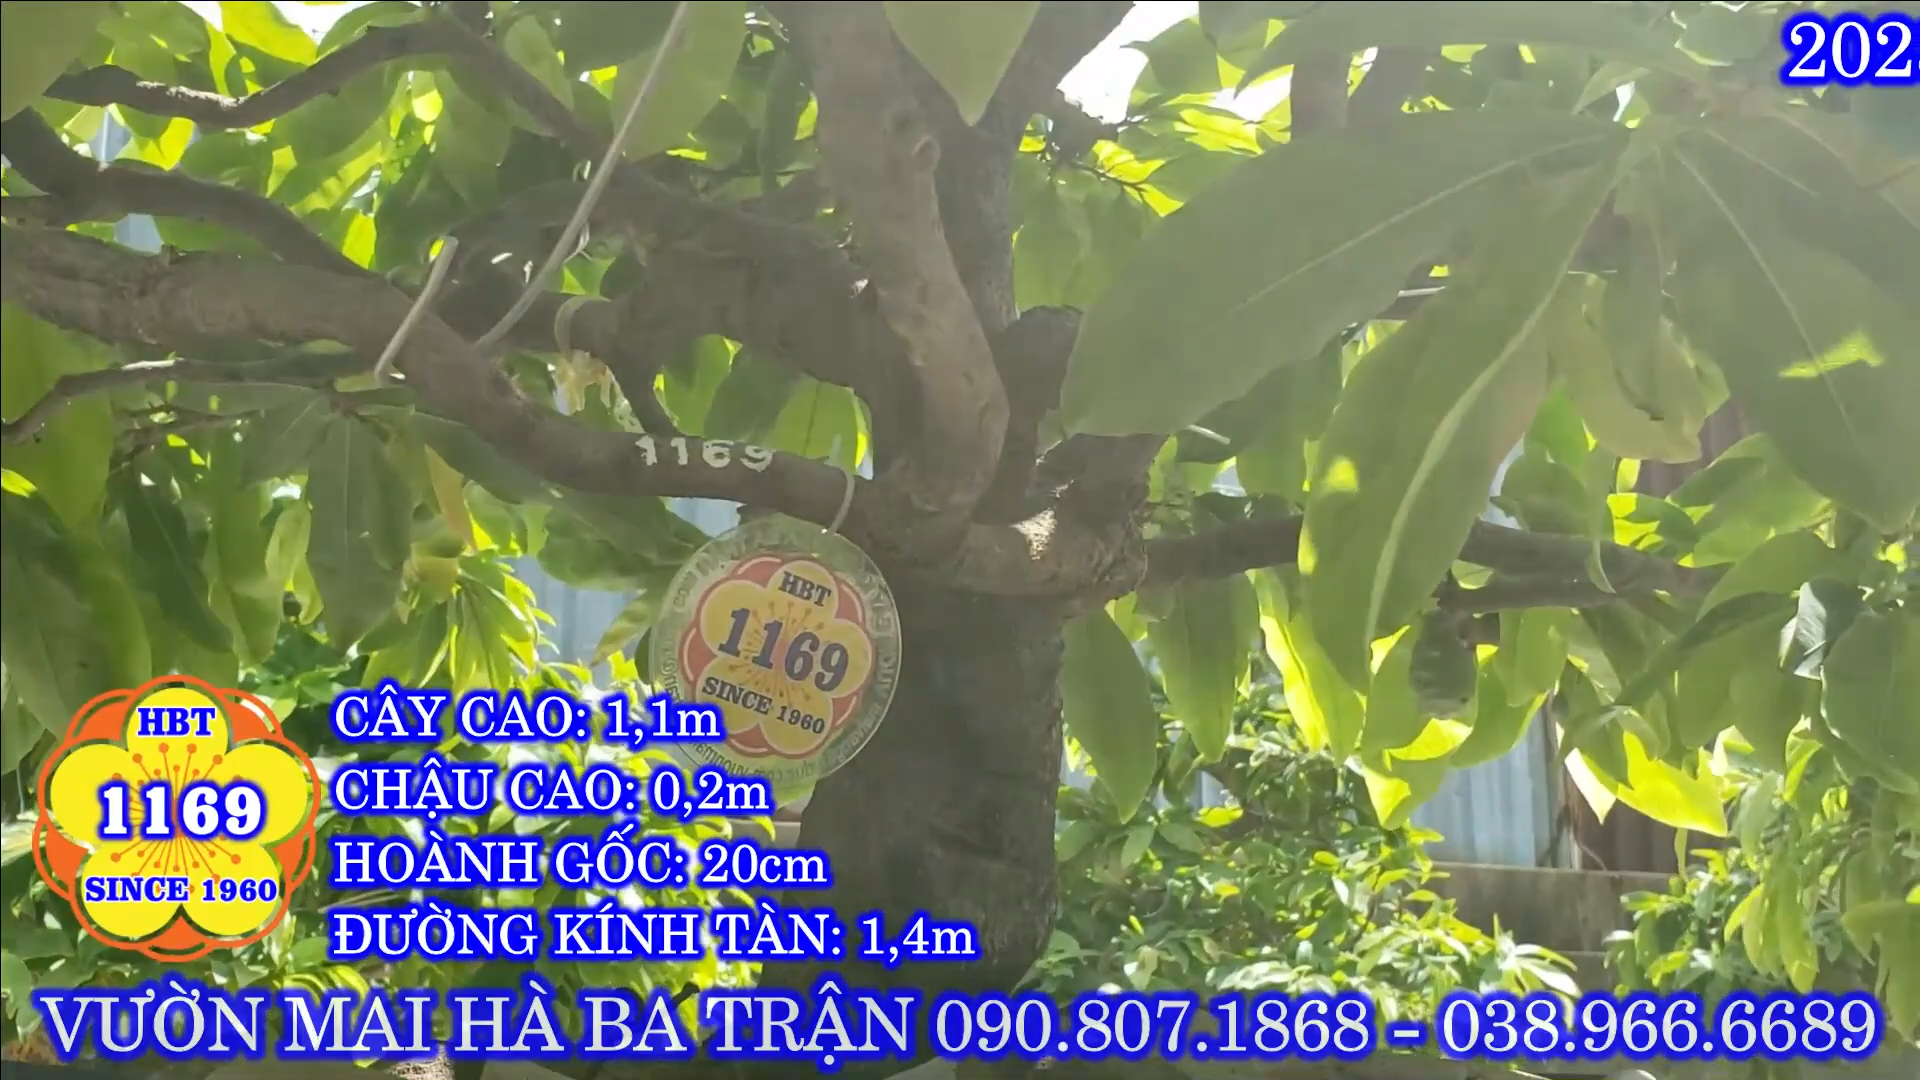 202
1169
HBT
1169
SINCE 1960
HBT
1169
SINCE 1960
CÂY CAO: 1,1m
CHẬU CAO: 0,2m
HOÀNH GỐC: 20cm
ĐƯỜNG KÍNH TÀN: 1,4m
VƯỜN MAI HÀ BA TRẬN 090.807.1868 - 038.966.6689